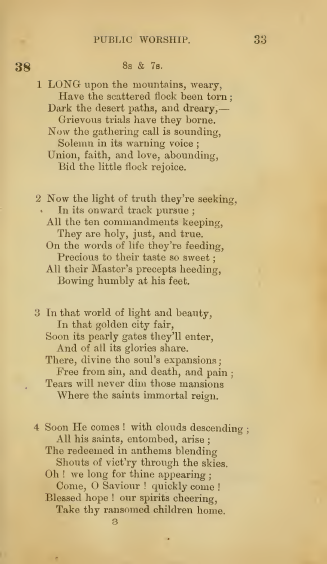 PUBLIC WORSHIP. 33
38 8s & 7s.
1 LONG upon the mountains, weary,
Have the scattered flock been torn ;
Dark the desert paths, and dreary,—
Grievous trials have they borne.
Now the gathering call is sounding,
Solemn in its warning voice ;
Union, faith, and love, abounding,
Bid the little flock rejoice.
2 Now the light of truth they're seeking,
In its onward track pursue ;
All the ten commandments keeping,
They are holy, just, and true.
On the words of life they're feeding,
Precious to their taste so sweet ;
All their Master's precepts heeding,
Bowing humbly at his feet.
3 In that world of light and beauty,
In that golden city fair,
Soon its pearly gates they'll enter,
And of all its glories share.
There, divine the soul's expansions ;
Free from sin, and death, and pain ;
Tears will never dim those mansions
Where the saints immortal reign.
4 Soon He comes ! with clouds descending ;
All his saints, entombed, arise ;
The redeemed in anthems blending
Shouts of vict'ry through the skies.
Oh ! we long for thine appearing ;
Come, O Saviour ! quickly come !
Blessed hope ! our spirits cheering,
Take thy ransomed children home.
3